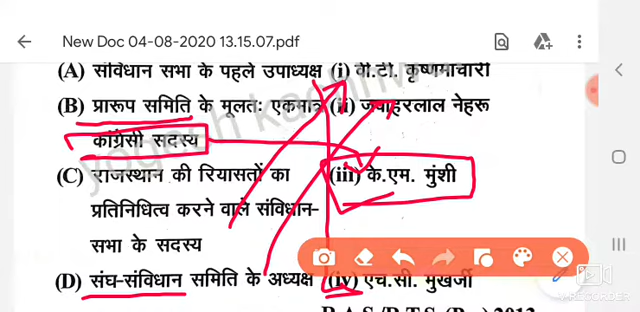 New Doc 04-08-2020 13.15.07.pdf
(A) संविधान सभा के पहले उपाध्यक्ष (i) वी.टी. कृष्णमाचारी
(B) प्रारूप समिति के मूलतः एकमात्र (ii) जवाहरलाल नेहरू
कांग्रेसी सदस्य
(C) राजस्थान की रियासतों का (iii) के.एम. मुंशी
प्रतिनिधित्व करने वाले संविधान-
सभा के सदस्य
(D) संघ-संविधान समिति के अध्यक्ष (iv) एच.सी. मुखर्जी